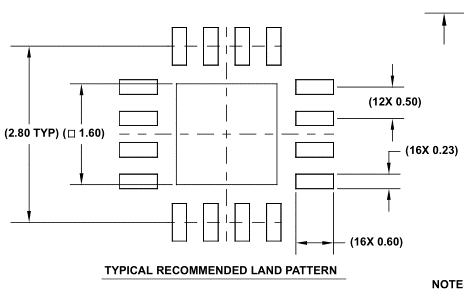 (12X 0.50)
(2.80 TYP) (□ 1.60)
(16X 0.23)
(16X 0.60)
TYPICAL RECOMMENDED LAND PATTERN
NOTE